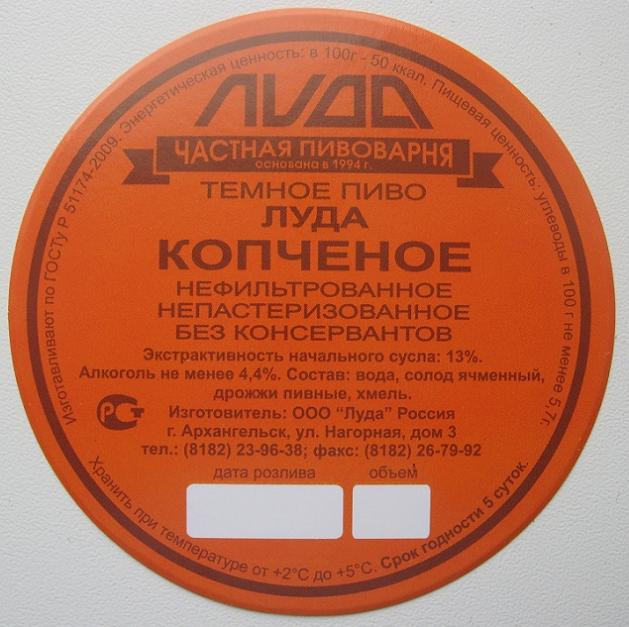 Изготавливают по ГОСТу Р 51174-2009. Энергетическая ценность: в 100г - 50 ккал. Пищевая ценность: углеводы в 100 г не менее 5,7г.
ЛУДА
ЧАСТНАЯ ПИВОВАРНЯ
основана в 1994 г.
ТЕМНОЕ ПИВО
ЛУДА
КОПЧЕНОЕ
НЕФИЛЬТРОВАННОЕ
НЕПАСТЕРИЗОВАННОЕ
БЕЗ КОНСЕРВАНТОВ
Экстрактивность начального сусла: 13%.
Алкоголь не менее 4,4%. Состав: вода, солод ячменный,
дрожжи пивные, хмель.
РСТ
Изготовитель: ООО "Луда" Россия
г. Архангельск, ул. Нагорная, дом 3
тел.: (8182) 23-96-38; факс: (8182) 26-79-92
дата розлива объем
Хранить при температуре от +2°С до +5°С. Срок годности 5 суток.